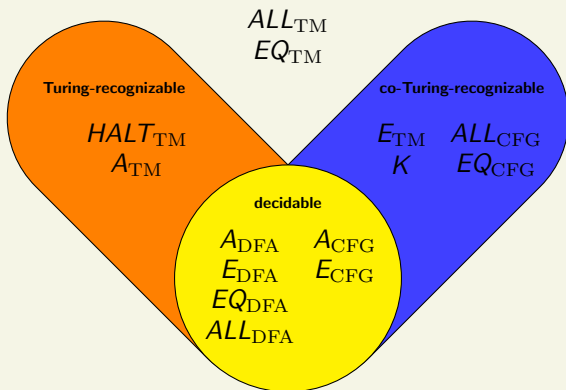 ALL_TM
EQ_TM
Turing-recognizable
HALT_TM
A_TM
co-Turing-recognizable
E_TM ALL_CFG
K EQ_CFG
decidable
A_DFA A_CFG
E_DFA E_CFG
EQ_DFA
ALL_DFA